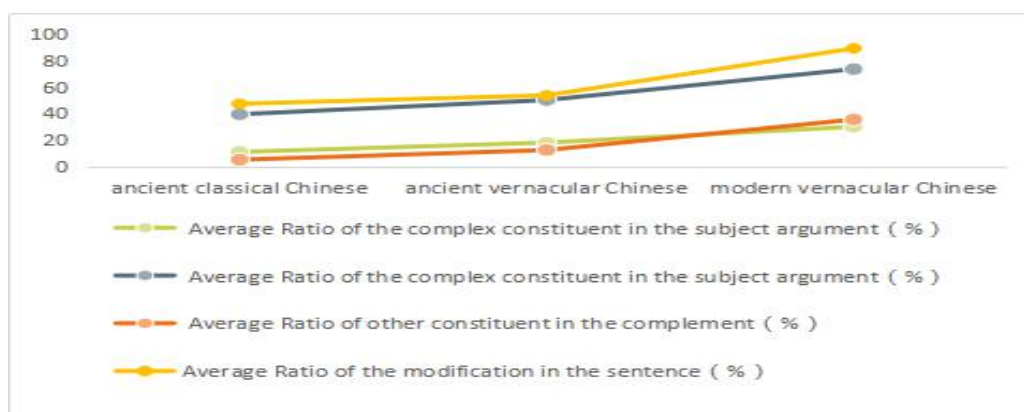 100
80
60
40
20
0
ancient classical Chinese ancient vernacular Chinese modern vernacular Chinese
Average Ratio of the complex constituent in the subject argument ( % )
Average Ratio of the complex constituent in the subject argument ( % )
Average Ratio of other constituent in the complement ( % )
Average Ratio of the modification in the sentence ( % )